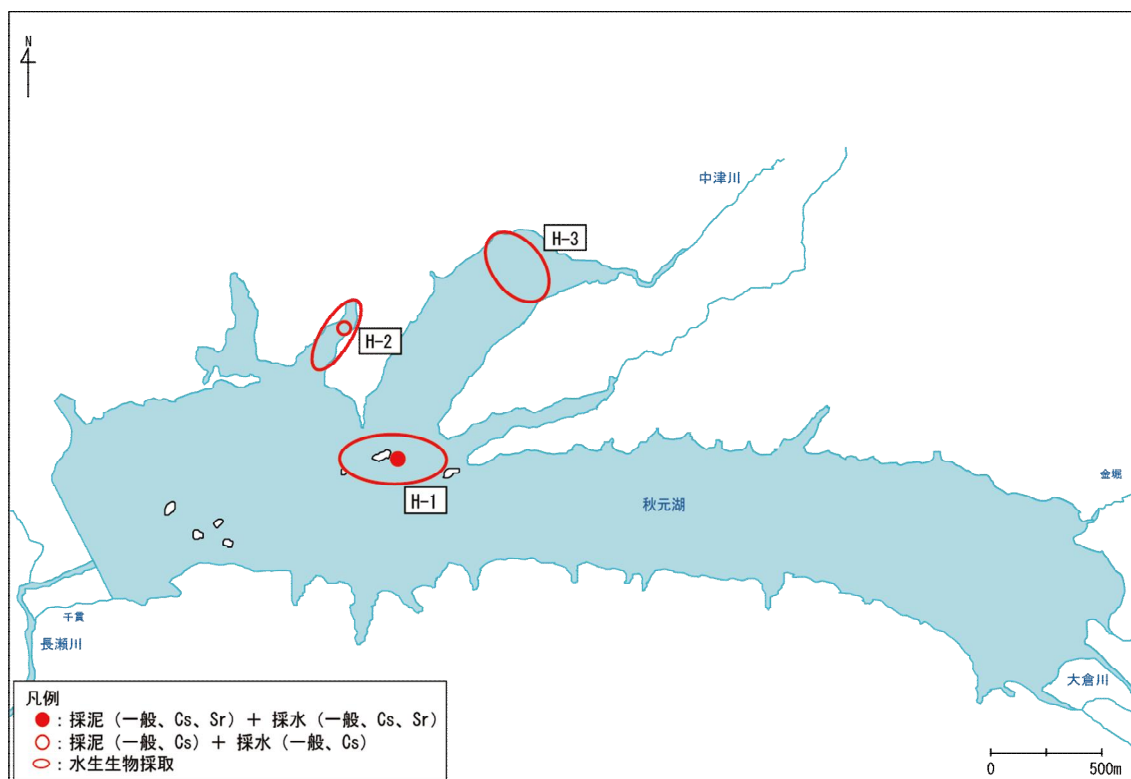 N
中津川
H-3
H-2
H-1
秋元湖
金堀
千貫
長瀬川
大倉川
凡例
：採泥（一般、Cs、Sr）＋ 採水（一般、Cs、Sr）
：採泥（一般、Cs）＋ 採水（一般、Cs）
：水生生物採取
0 500m